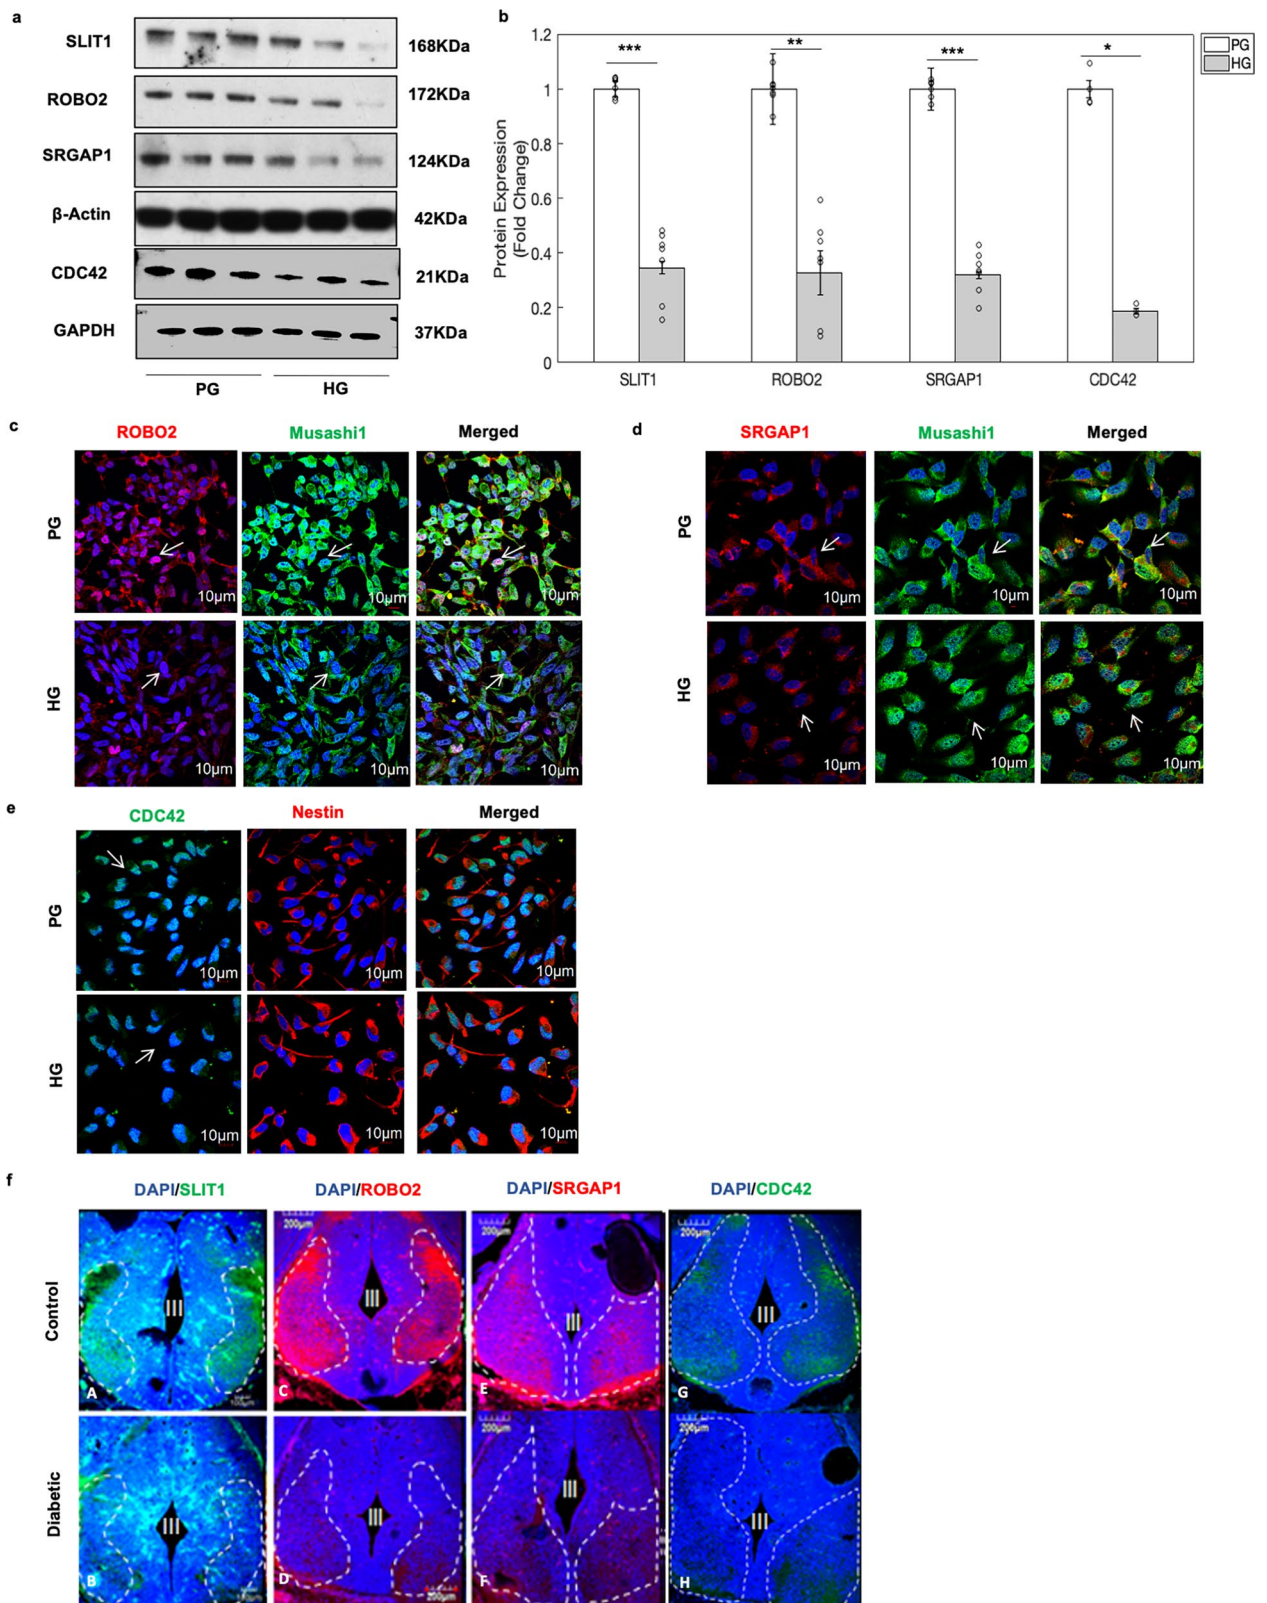 a
SLIT1
168KDa
ROBO2
172KDa
SRGAP1
124KDa
β-Actin
42KDa
CDC42
21KDa
GAPDH
37KDa
PG
HG
b
1.2
1
0.8
0.6
0.4
0.2
0
Protein Expression
(Fold Change)
***
**
***
*
PG
HG
SLIT1
ROBO2
SRGAP1
CDC42
c
ROBO2
Musashi1
Merged
PG
10µm
10µm
10µm
HG
10µm
10µm
10µm
d
SRGAP1
Musashi1
Merged
PG
10µm
10µm
10µm
HG
10µm
10µm
10µm
e
CDC42
Nestin
Merged
PG
10µm
10µm
10µm
HG
10µm
10µm
10µm
f
DAPI/SLIT1
DAPI/ROBO2
DAPI/SRGAP1
DAPI/CDC42
Control
200µm
200µm
200µm
III
III
III
III
A
100µm
C
E
G
Diabetic
200µm
200µm
III
III
III
III
B
D
200µm
F
H